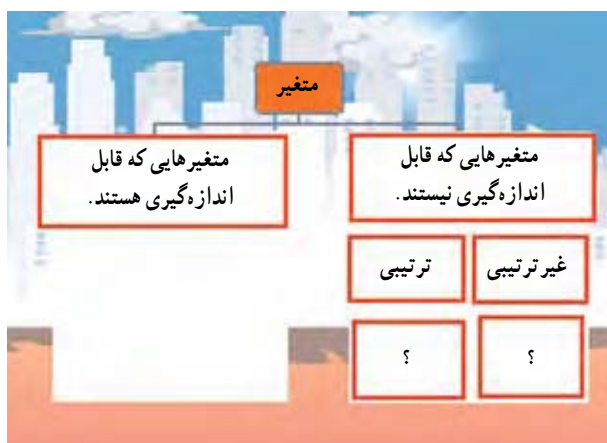 متغیر
متغیرهایی که قابل
اندازه‌گیری نیستند.
متغیرهایی که قابل
اندازه‌گیری هستند.
غیرترتیبی
ترتیبی
؟
؟